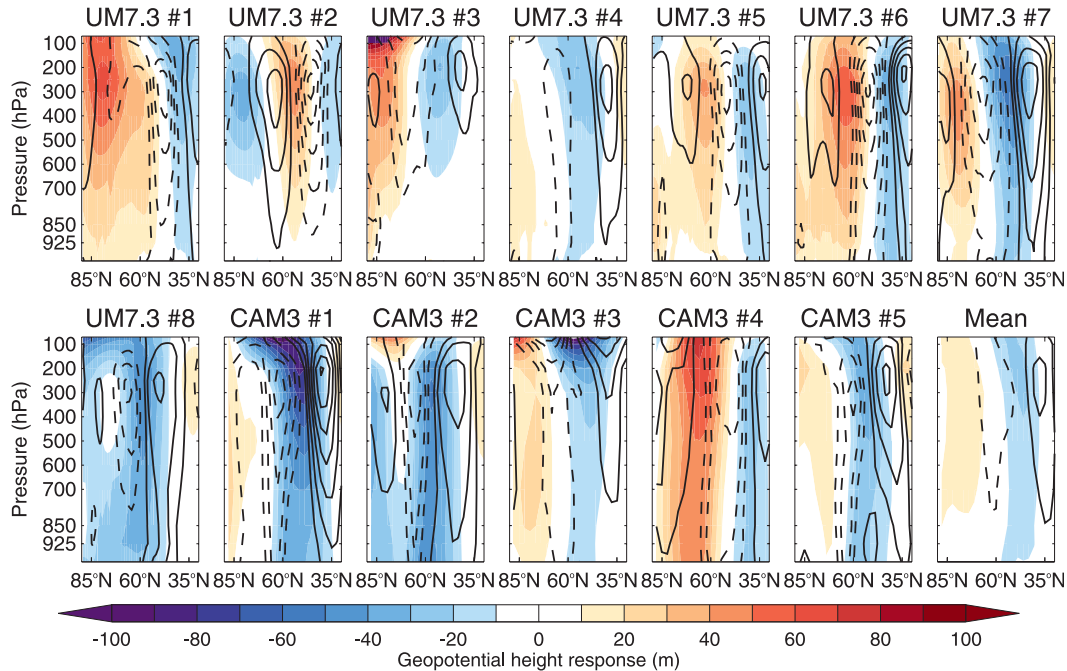 UM7.3 #1 UM7.3 #2 UM7.3 #3 UM7.3 #4 UM7.3 #5 UM7.3 #6 UM7.3 #7
Pressure (hPa)
100
200
300
400
500
600
700
850
925
85°N 60°N 35°N 85°N 60°N 35°N 85°N 60°N 35°N 85°N 60°N 35°N 85°N 60°N 35°N 85°N 60°N 35°N 85°N 60°N 35°N
UM7.3 #8 CAM3 #1 CAM3 #2 CAM3 #3 CAM3 #4 CAM3 #5 Mean
Pressure (hPa)
100
200
300
400
500
600
700
850
925
85°N 60°N 35°N 85°N 60°N 35°N 85°N 60°N 35°N 85°N 60°N 35°N 85°N 60°N 35°N 85°N 60°N 35°N 85°N 60°N 35°N
-100 -80 -60 -40 -20 0 20 40 60 80 100
Geopotential height response (m)